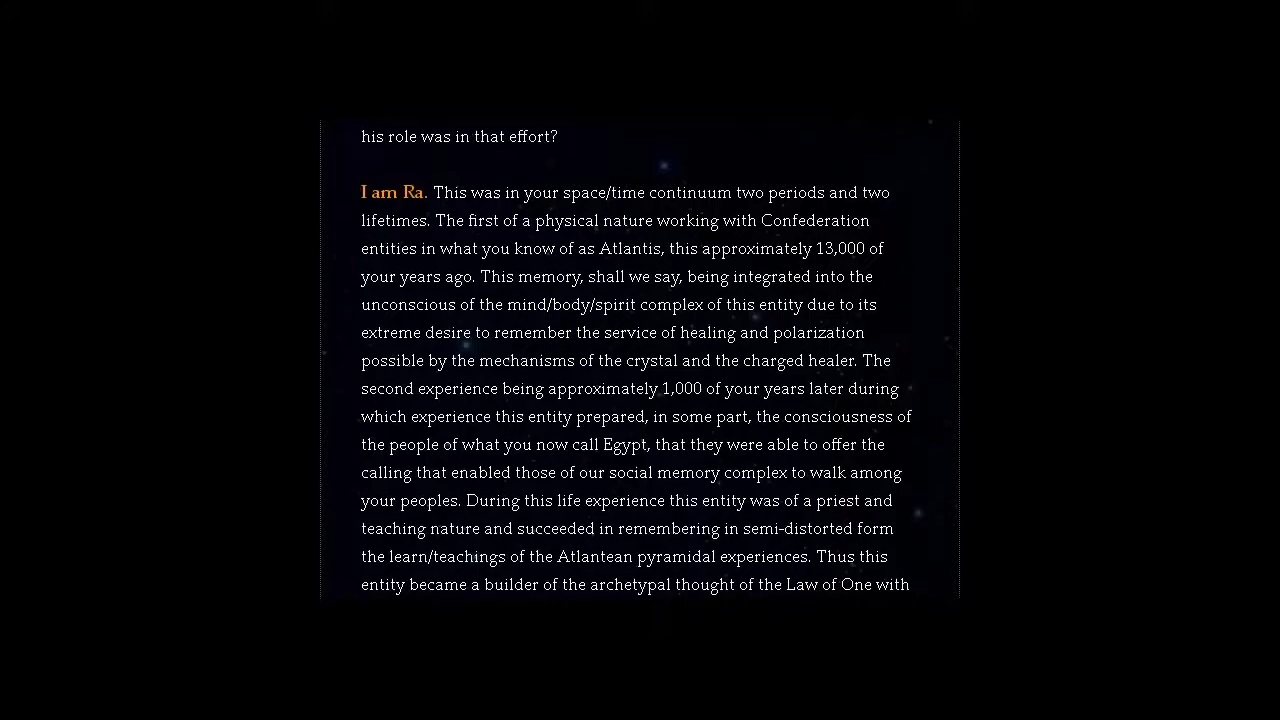 his role was in that effort?
I am Ra. This was in your space/time continuum two periods and two
lifetimes. The first of a physical nature working with Confederation
entities in what you know of as Atlantis, this approximately 13,000 of
your years ago. This memory, shall we say, being integrated into the
unconscious of the mind/body/spirit complex of this entity due to its
extreme desire to remember the service of healing and polarization
possible by the mechanisms of the crystal and the charged healer. The
second experience being approximately 1,000 of your years later during
which experience this entity prepared, in some part, the consciousness of
the people of what you now call Egypt, that they were able to offer the
calling that enabled those of our social memory complex to walk among
your peoples. During this life experience this entity was of a priest and
teaching nature and succeeded in remembering in semi-distorted form
the learn/teachings of the Atlantean pyramidal experiences. Thus this
entity became a builder of the archetypal thought of the Law of One with